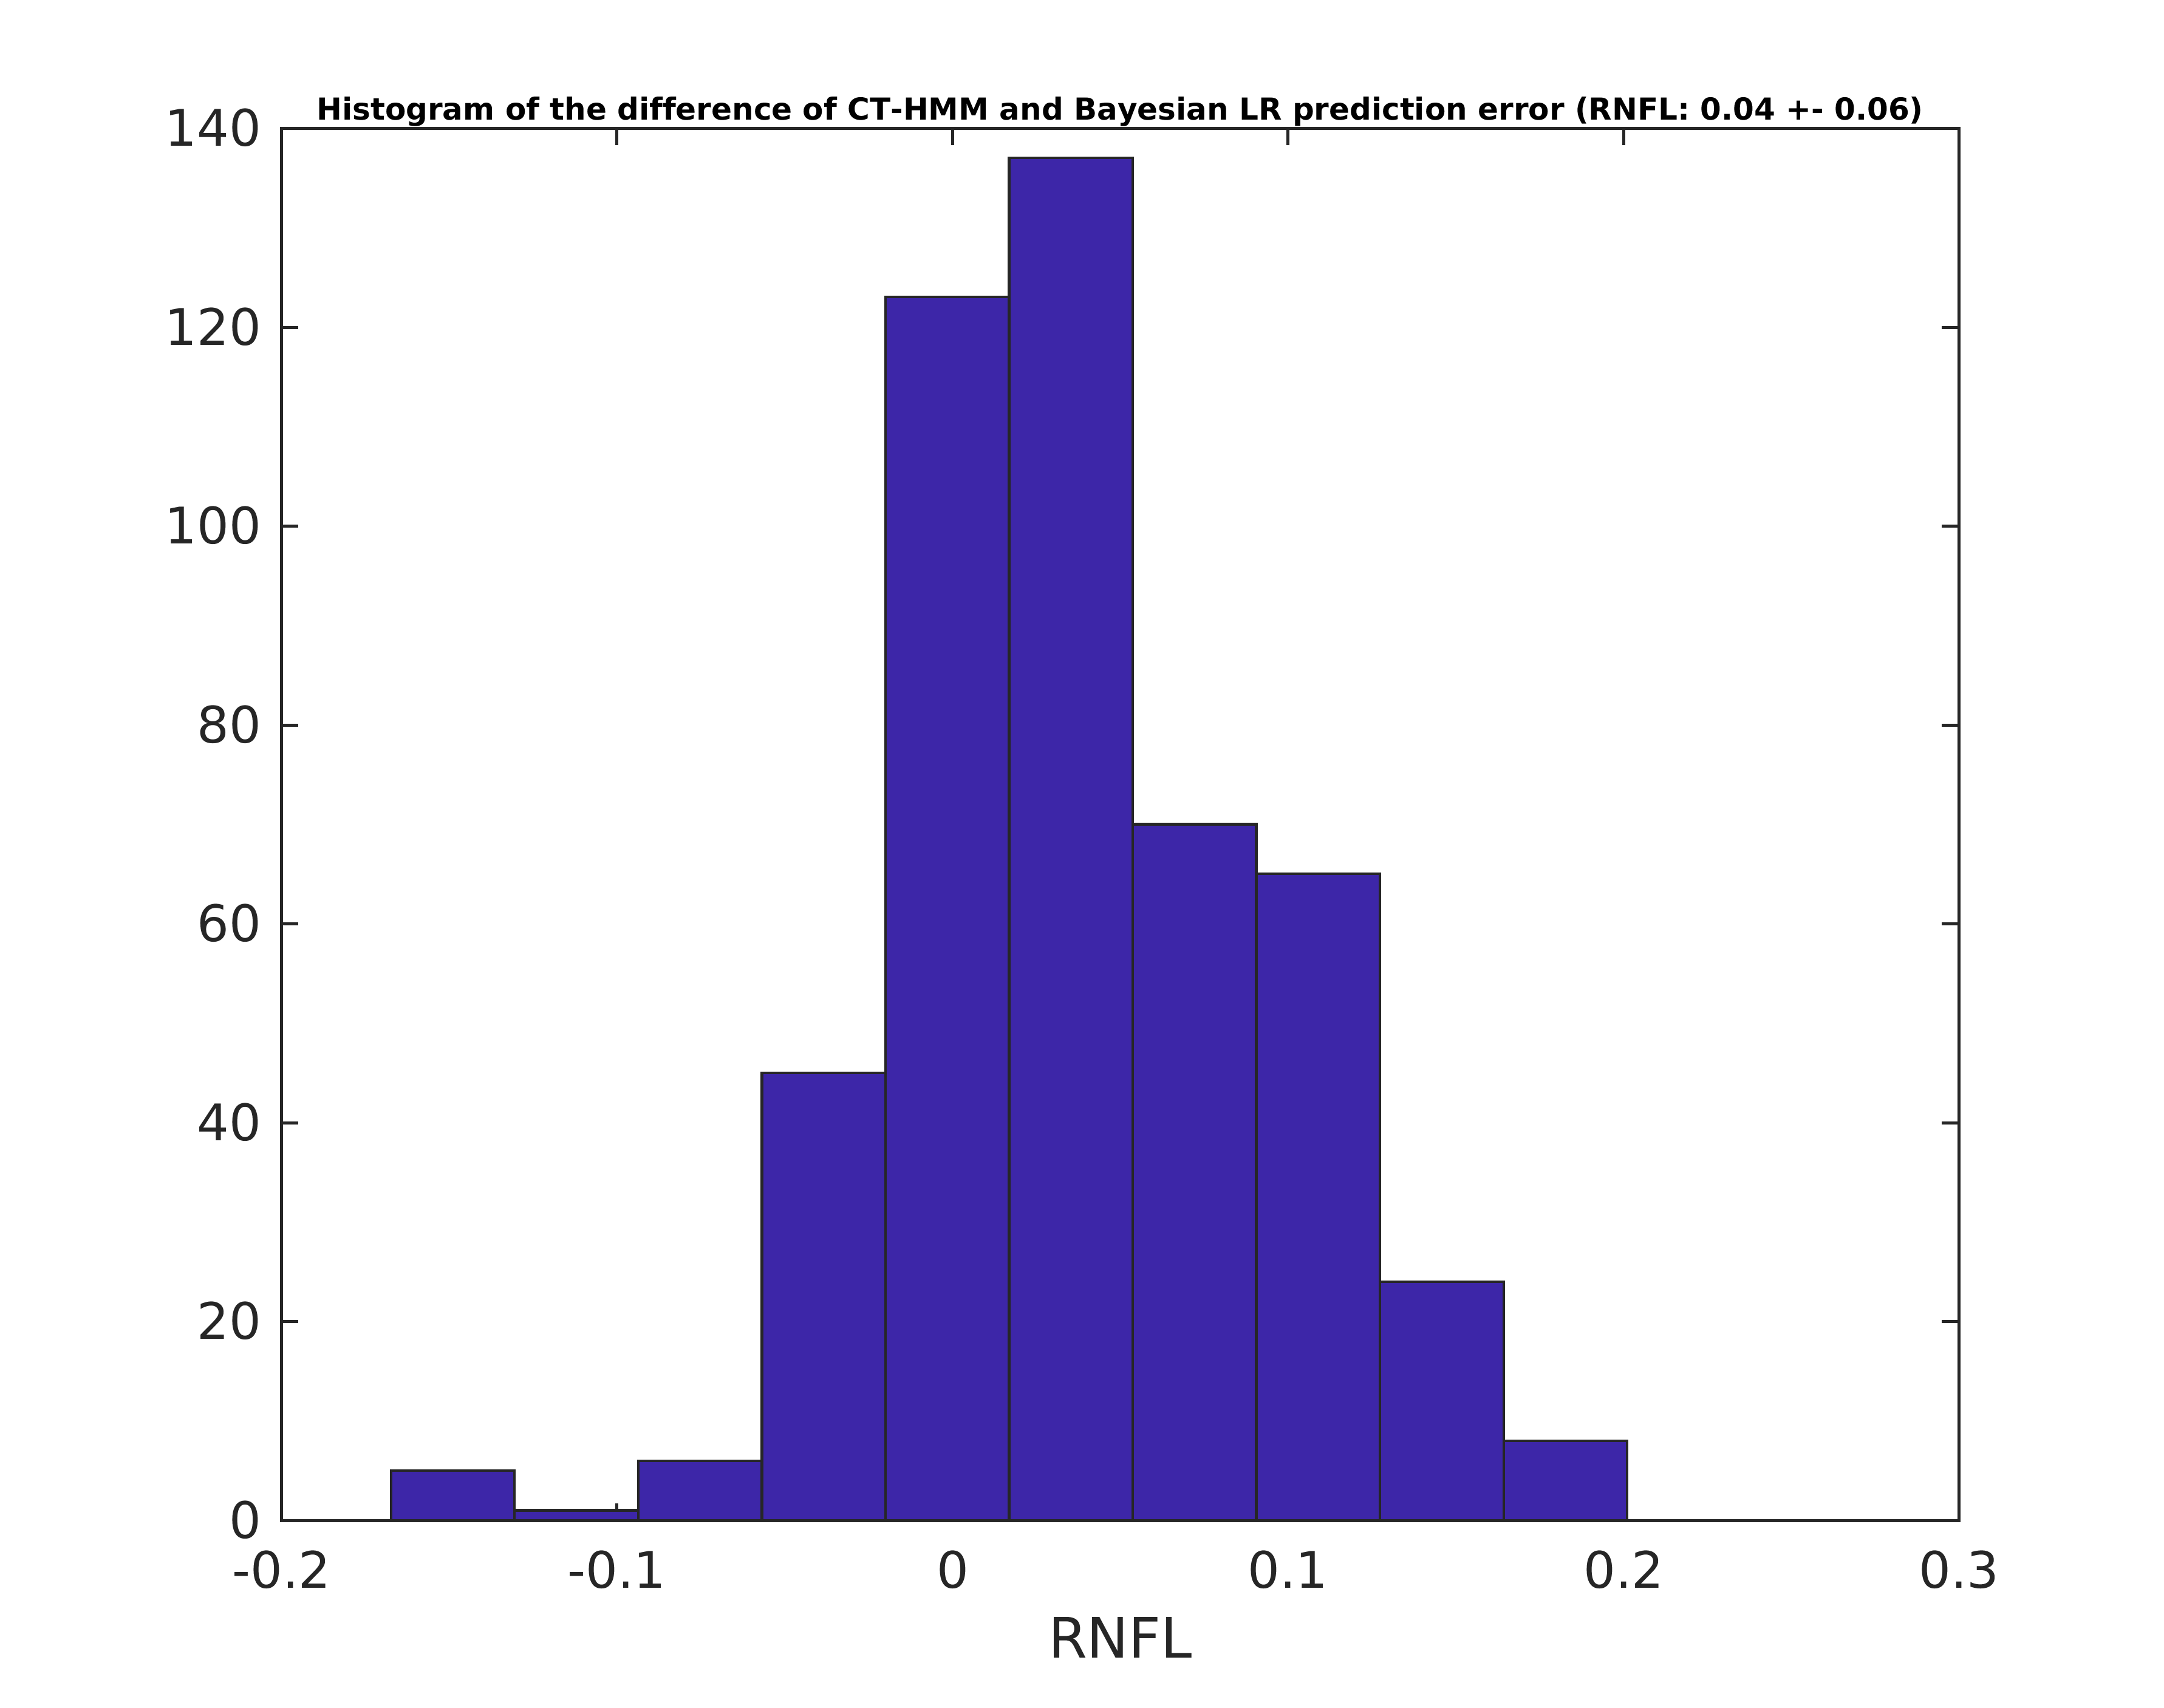 Histogram of the difference of CT-HMM and Bayesian LR prediction error (RNFL: 0.04 +- 0.06)
140
120
100
80
60
40
20
0
-0.2 -0.1 0 0.1 0.2 0.3
RNFL